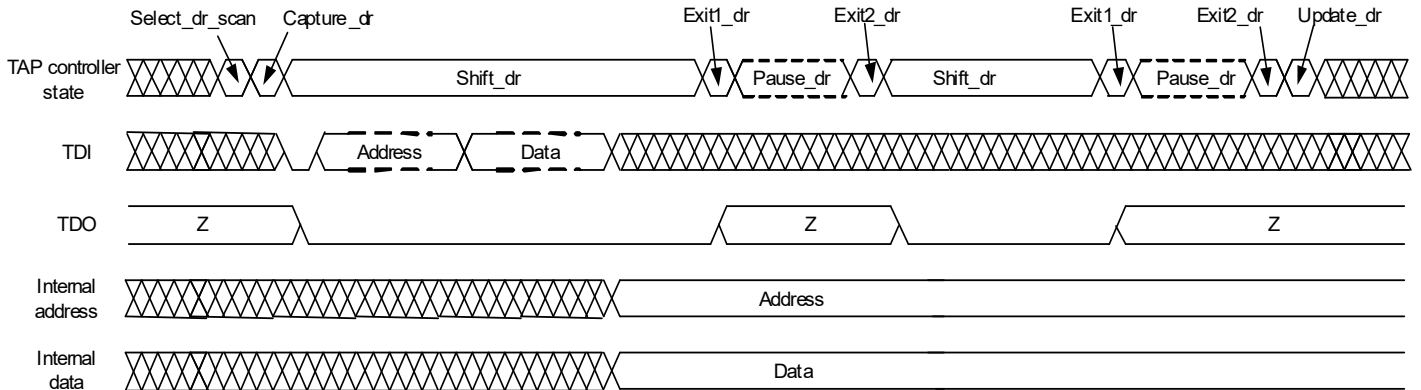 Select_dr_scan Capture_dr Exit1_dr Exit2_dr Exit1_dr Exit2_dr Update_dr
TAP controller
state
Shift_dr Pause_dr Shift_dr Pause_dr
TDI
Address Data
TDO
Z Z Z
Internal
address
Address
Internal
data
Data